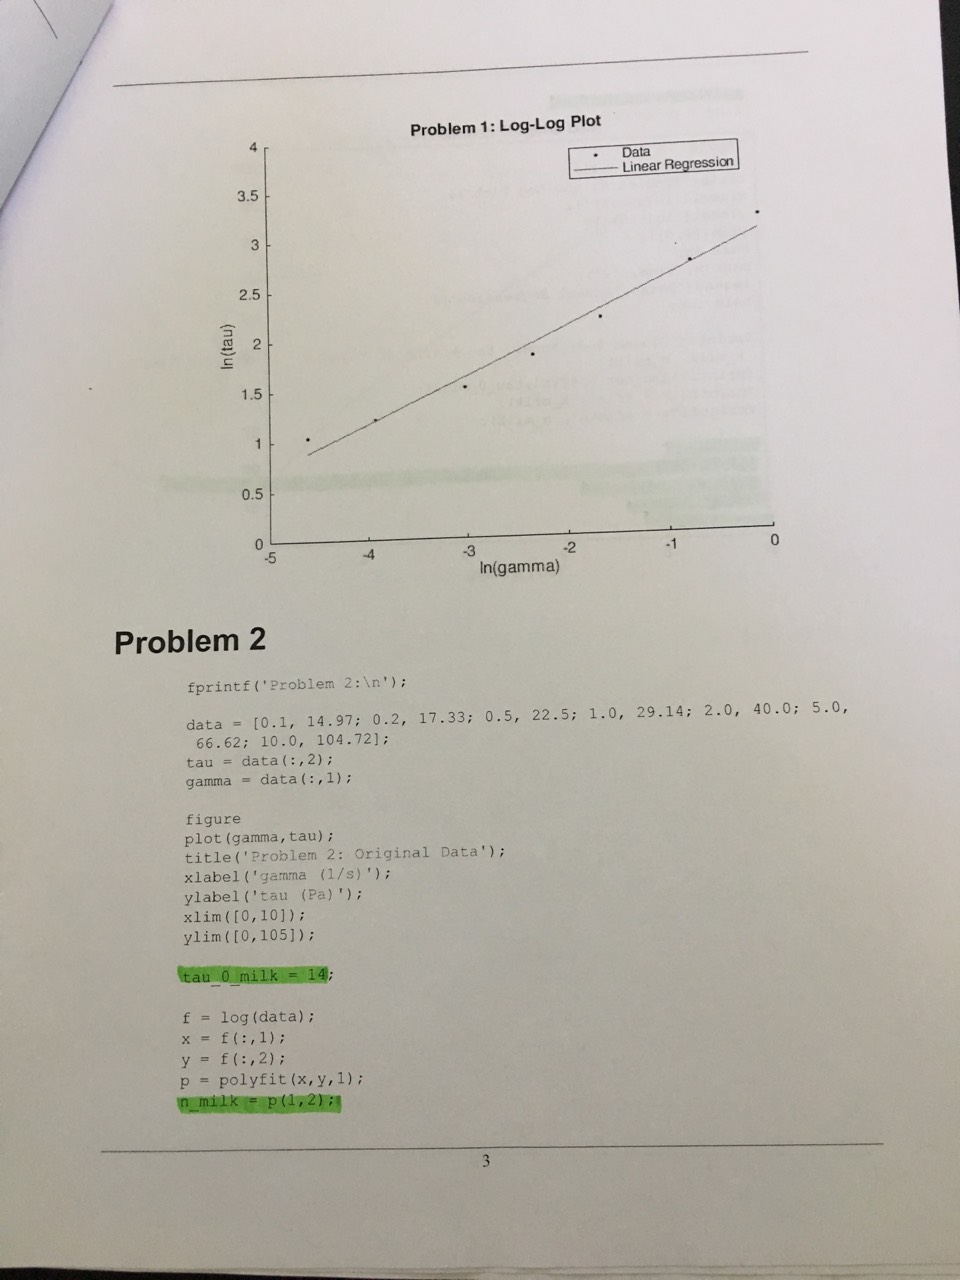 Problem 1: Log-Log Plot
Data
Linear Regression
4
3.5
3
2.5
2
1.5
1
0.5
0
ln(tau)
-5
-4
-3
-2
-1
0
ln(gamma)
Problem 2
fprintf('Problem 2:\n');
data = [0.1, 14.97; 0.2, 17.33; 0.5, 22.5; 1.0, 29.14; 2.0, 40.0; 5.0,
66.62; 10.0, 104.72];
tau = data(:,2);
gamma = data(:,1);
figure
plot(gamma,tau);
title('Problem 2: Original Data');
xlabel('gamma (1/s)');
ylabel('tau (Pa)');
xlim([0,10]);
ylim([0,105]);
tau_0_milk = 14;
f = log(data);
x = f(:,1);
y = f(:,2);
p = polyfit(x,y,1);
n_milk = p(1,2);
3